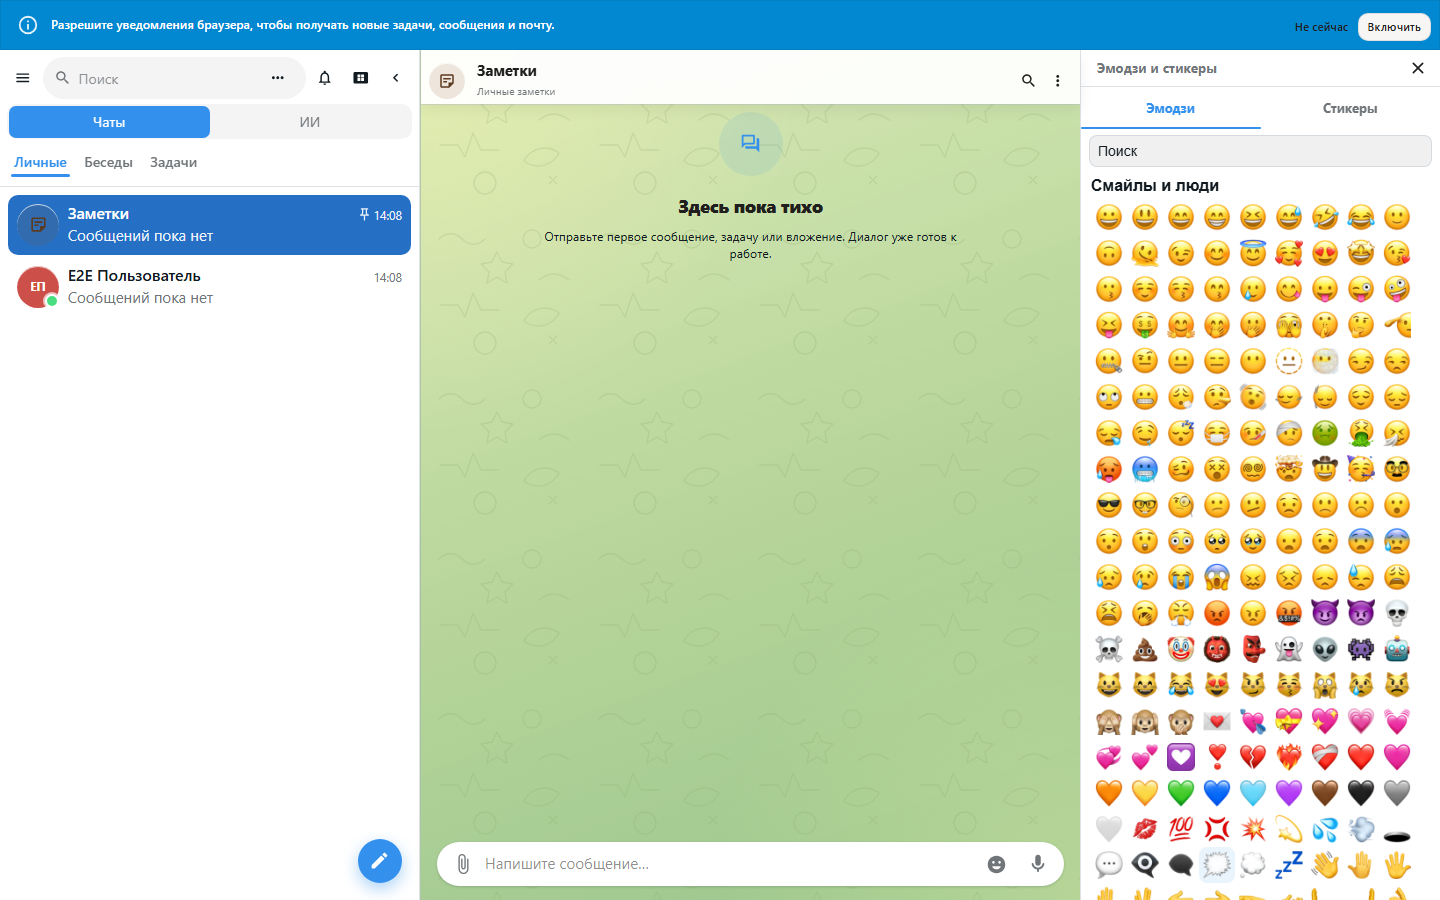 Разрешите уведомления браузера, чтобы получать новые задачи, сообщения и почту.
Не сейчас
Включить
Поиск
Чаты
ИИ
Личные
Беседы
Задачи
Заметки
14:08
Сообщений пока нет
ЕП
E2E Пользователь
14:08
Сообщений пока нет
Заметки
Личные заметки
Здесь пока тихо
Отправьте первое сообщение, задачу или вложение. Диалог уже готов к
работе.
Напишите сообщение...
Эмодзи и стикеры
Эмодзи
Стикеры
Поиск
Смайлы и люди